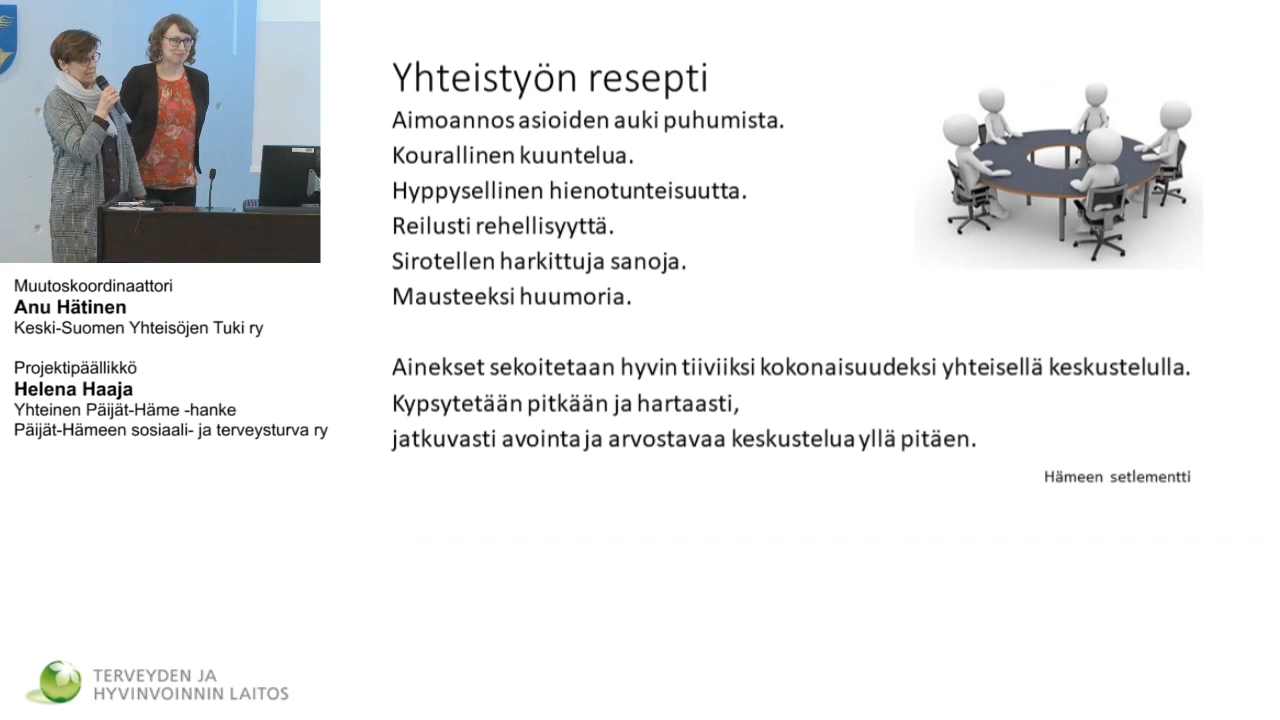 Muutoskoordinaattori
Anu Hätinen
Keski-Suomen Yhteisöjen Tuki ry
Projektipäällikkö
Helena Haaja
Yhteinen Päijät-Häme -hanke
Päijät-Hämeen sosiaali- ja terveysturva ry
Yhteistyön resepti
Aimoannos asioiden auki puhumista.
Kourallinen kuuntelua.
Hyppysellinen hienotunteisuutta.
Reilusti rehellisyyttä.
Sirotellen harkittuja sanoja.
Mausteeksi huumoria.
Ainekset sekoitetaan hyvin tiiviiksi kokonaisuudeksi yhteisellä keskustelulla.
Kypsytetään pitkään ja hartaasti,
jatkuvasti avointa ja arvostavaa keskustelua yllä pitäen.
Hämeen setlementti
TERVEYDEN JA
HYVINVOINNIN LAITOS